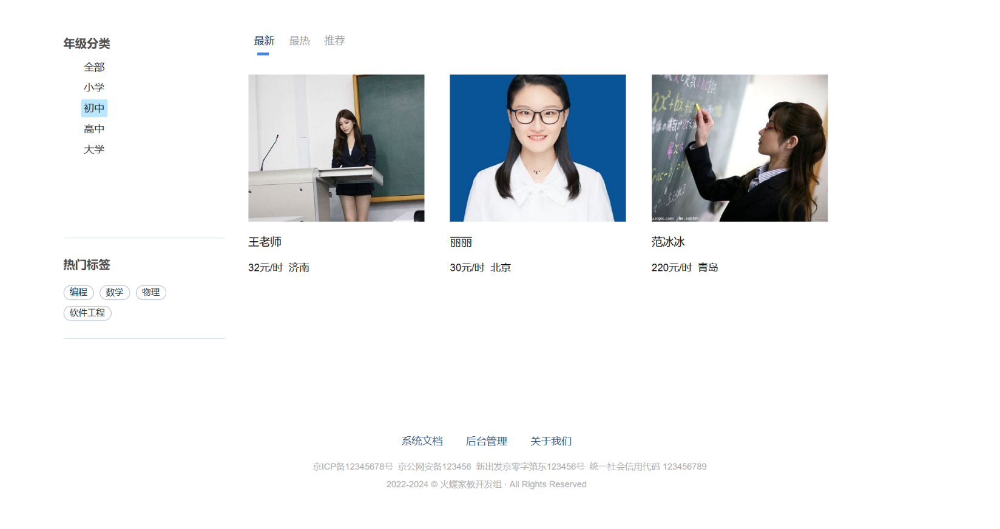 年级分类
全部
小学
初中
高中
大学
热门标签
编程 数学 物理
软件工程
最新 最热 推荐
王老师
32元/时 济南
丽丽
30元/时 北京
范冰冰
220元/时 青岛
系统文档 后台管理 关于我们
京ICP备12345678号 京公网安备123456 新出发京零字第东123456号 统一社会信用代码 123456789
2022-2024 © 火蝶家教开发组 · All Rights Reserved